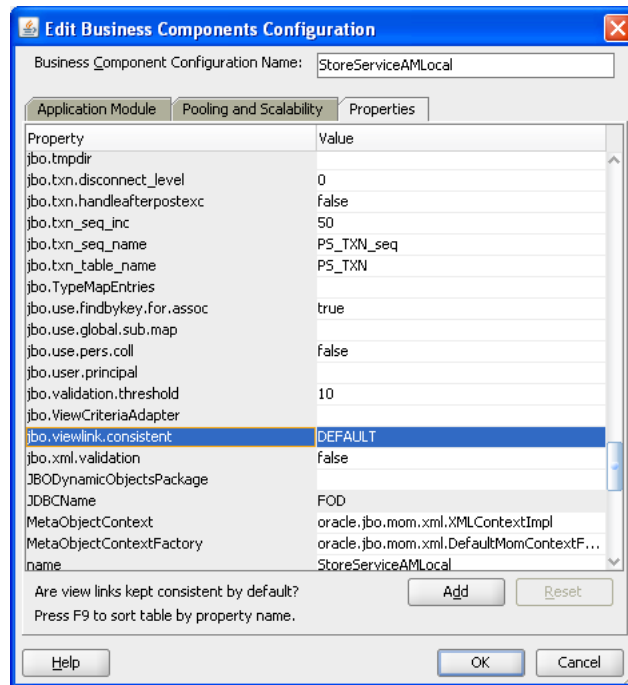 Edit Business Components Configuration
Business Component Configuration Name: StoreServiceAMLocal
Application Module Pooling and Scalability Properties
Property Value
jbo.tmpdir
jbo.txn.disconnect_level 0
jbo.txn.handleafterpostexc false
jbo.txn_seq_inc 50
jbo.txn_seq_name PS_TXN_seq
jbo.txn_table_name PS_TXN
jbo.TypeMapEntries
jbo.use.findbykey.for.assoc true
jbo.use.global.sub.map
jbo.use.pers.coll false
jbo.user.principal
jbo.validation.threshold 10
jbo.ViewCriteriaAdapter
jbo.viewlink.consistent DEFAULT
jbo.xml.validation false
JBODynamicObjectsPackage
JDBCName FOD
MetaObjectContext oracle.jbo.mom.xml.XMLContextImpl
MetaObjectContextFactory oracle.jbo.mom.xml.DefaultMomContextF...
name StoreServiceAMLocal
Are view links kept consistent by default? Add Reset
Press F9 to sort table by property name.
Help OK Cancel